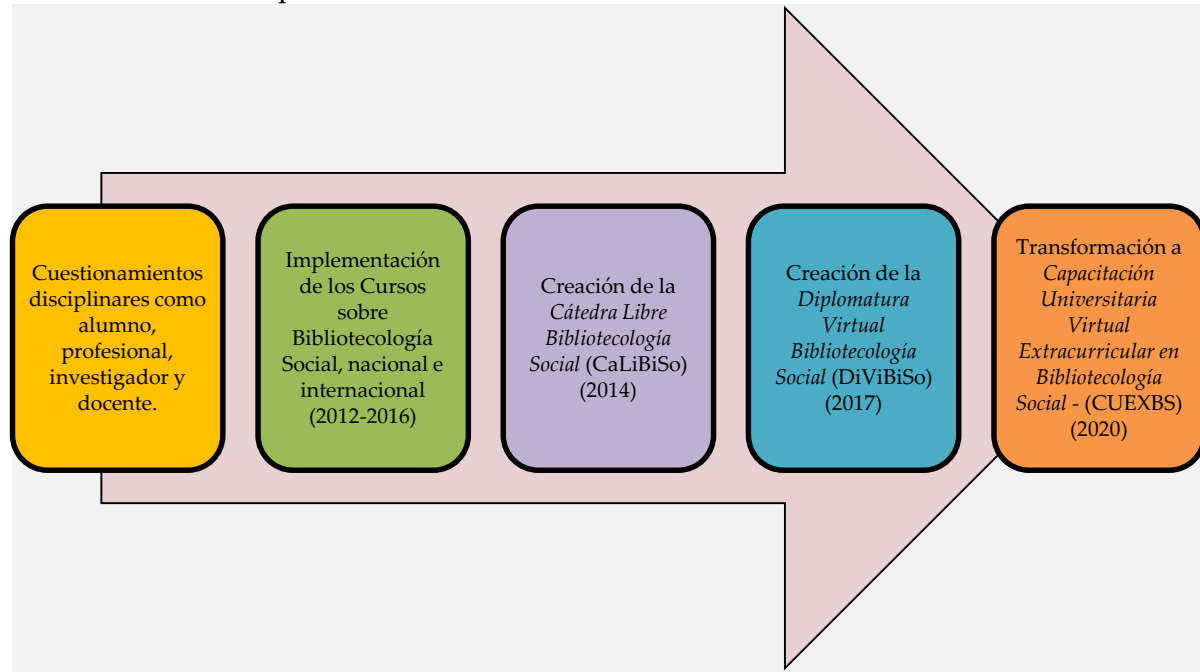 Cuestionamientos
disciplinares como
alumno,
profesional,
investigador y
docente.
Implementación
de los Cursos
sobre
Bibliotecología
Social, nacional e
internacional
(2012-2016)
Creación de la
Cátedra Libre
Bibliotecología
Social (CaLiBiSo)
(2014)
Creación de la
Diplomatura
Virtual
Bibliotecología
Social (DiViBiSo)
(2017)
Transformación a
Capacitación
Universitaria
Virtual
Extracurricular en
Bibliotecología
Social - (CUEXBS)
(2020)